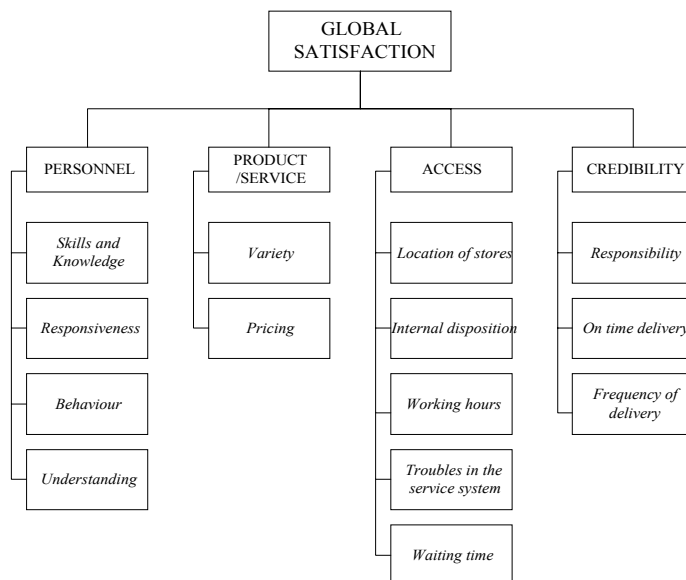 GLOBAL
SATISFACTION
PERSONNEL
PRODUCT
/SERVICE
ACCESS
CREDIBILITY
Skills and
Knowledge
Responsiveness
Behaviour
Understanding
Variety
Pricing
Location of stores
Internal disposition
Working hours
Troubles in the
service system
Waiting time
Responsibility
On time delivery
Frequency of
delivery